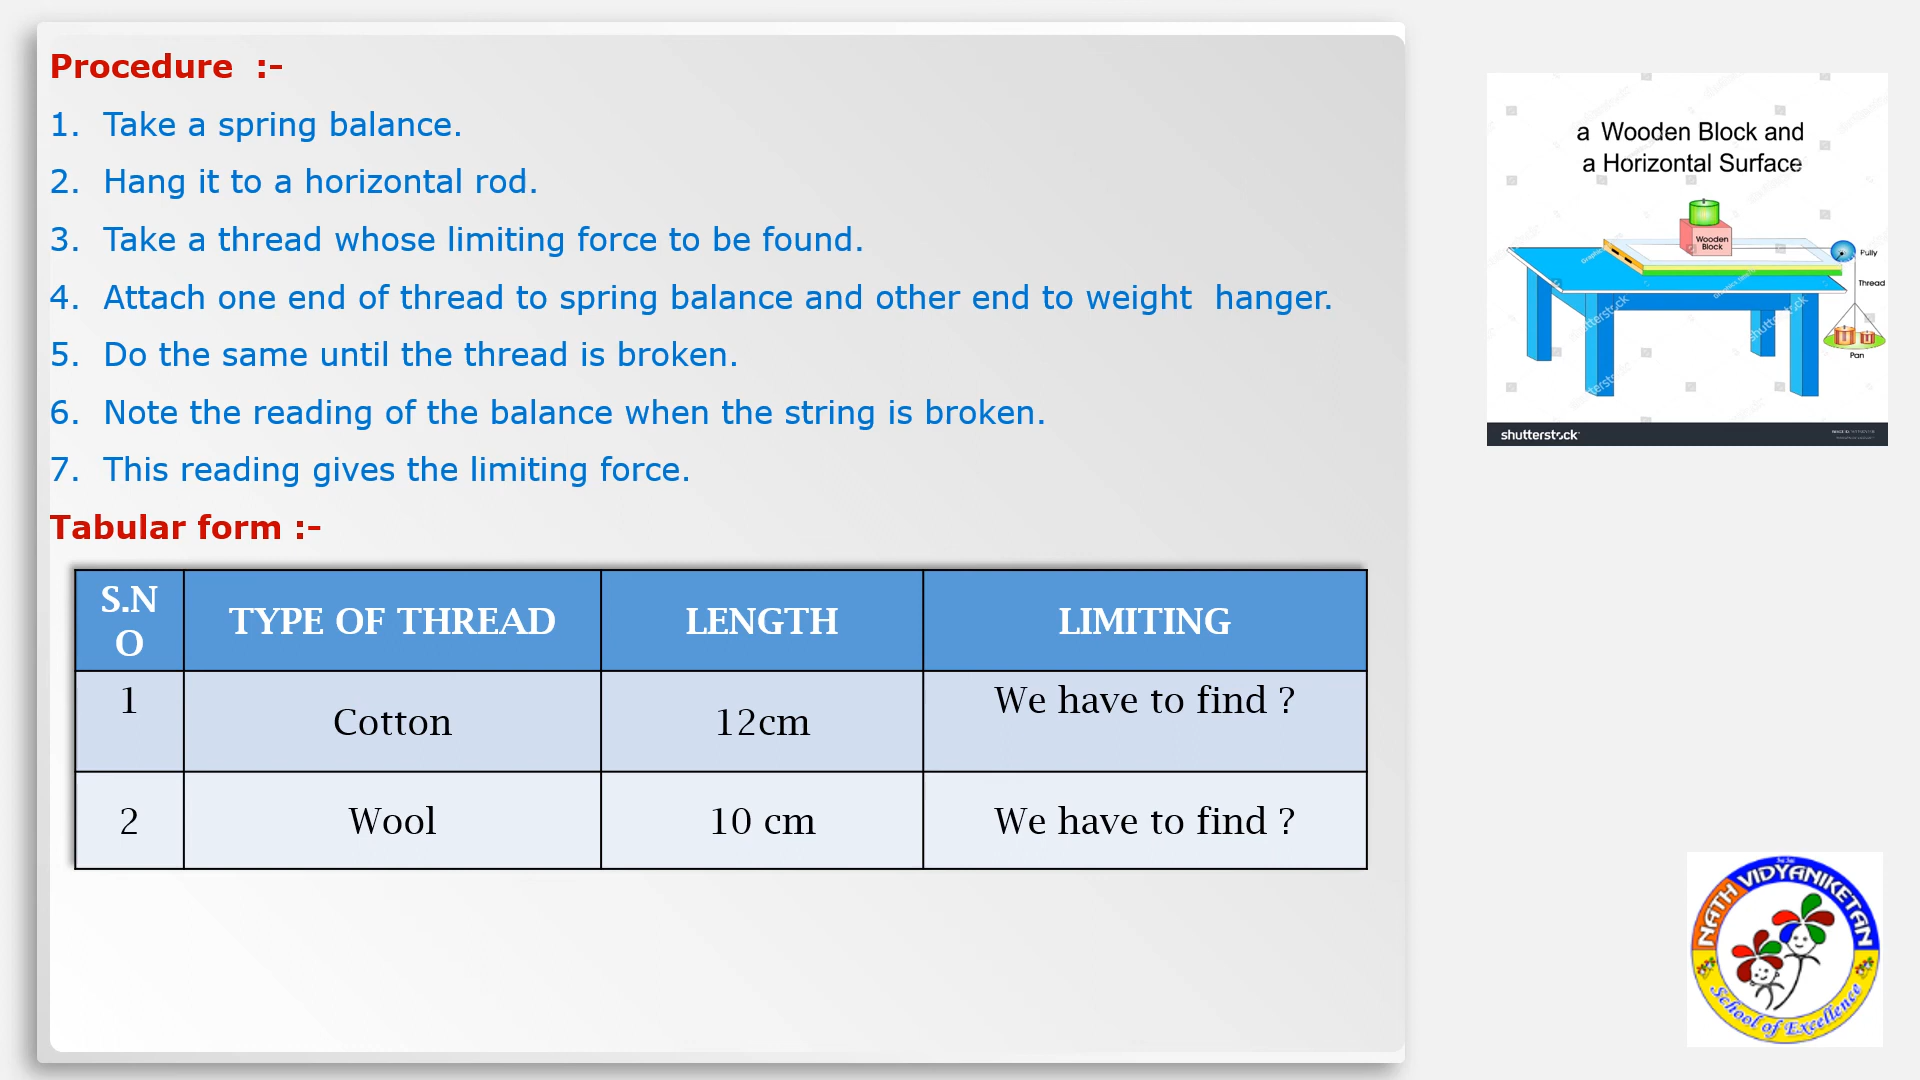 Procedure :-
1. Take a spring balance.
2. Hang it to a horizontal rod.
3. Take a thread whose limiting force to be found.
4. Attach one end of thread to spring balance and other end to weight hanger.
5. Do the same until the thread is broken.
6. Note the reading of the balance when the string is broken.
7. This reading gives the limiting force.
Tabular form :-
S.N
O
TYPE OF THREAD
LENGTH
LIMITING
1
Cotton
12cm
We have to find ?
2
Wool
10 cm
We have to find ?
a Wooden Block and
a Horizontal Surface
Wooden
Block
Pully
Thread
Pan
shutterstock
NATH VIDYANIKETAN
School of Excellence